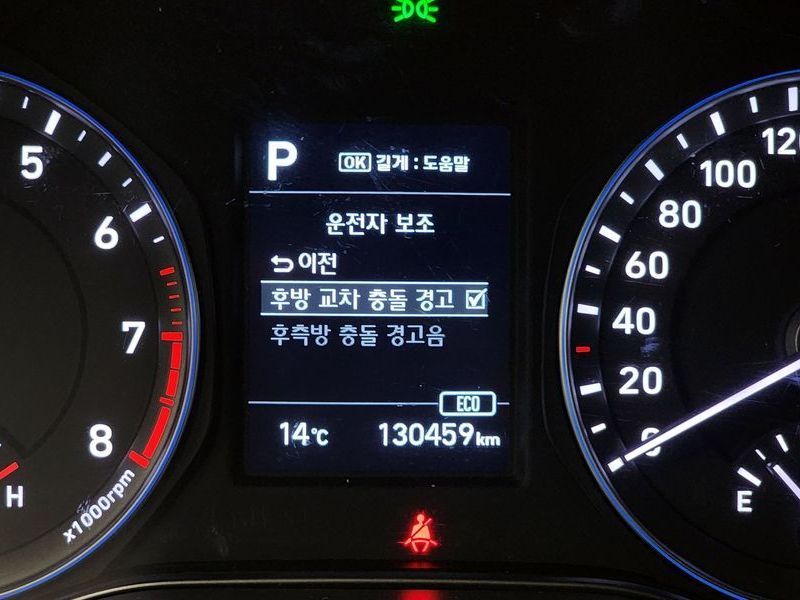 P
OK 길게 : 도움말
운전자 보조
이전
후방 교차 충돌 경고
후측방 충돌 경고음
ECO
14℃ 130459km
5
6
7
8
x1000rpm
H
120
100
80
60
40
20
0
E